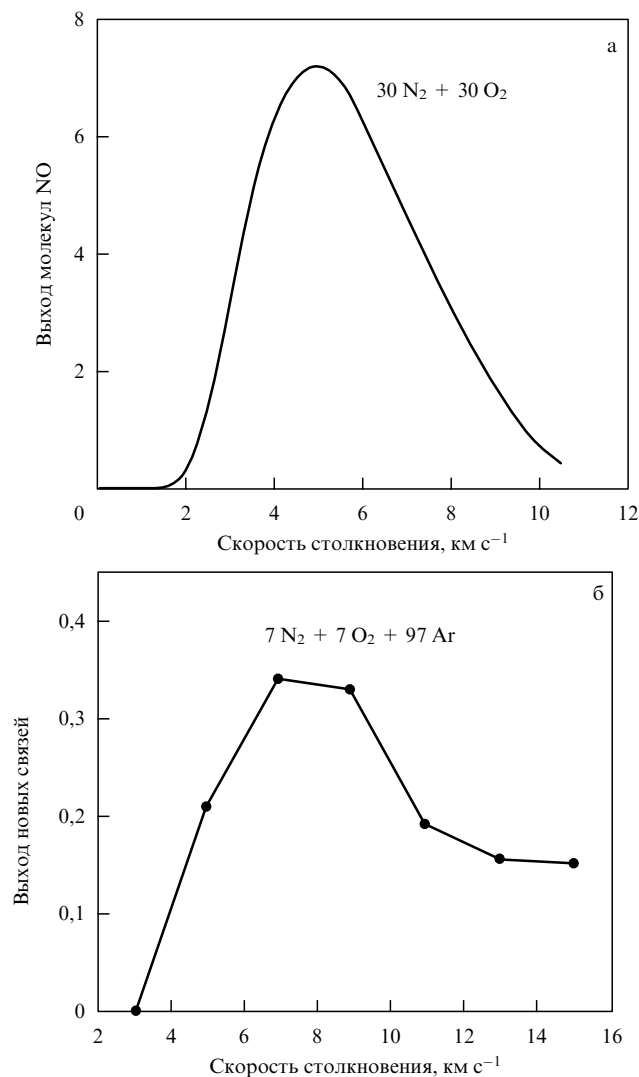 8
а
30 N₂ + 30 O₂
6
4
2
Выход молекул NO
0 2 4 6 8 10 12
Скорость столкновения, км с⁻¹
б
0,4
7 N₂ + 7 O₂ + 97 Ar
0,3
0,2
0,1
0
Выход новых связей
2 4 6 8 10 12 14 16
Скорость столкновения, км с⁻¹